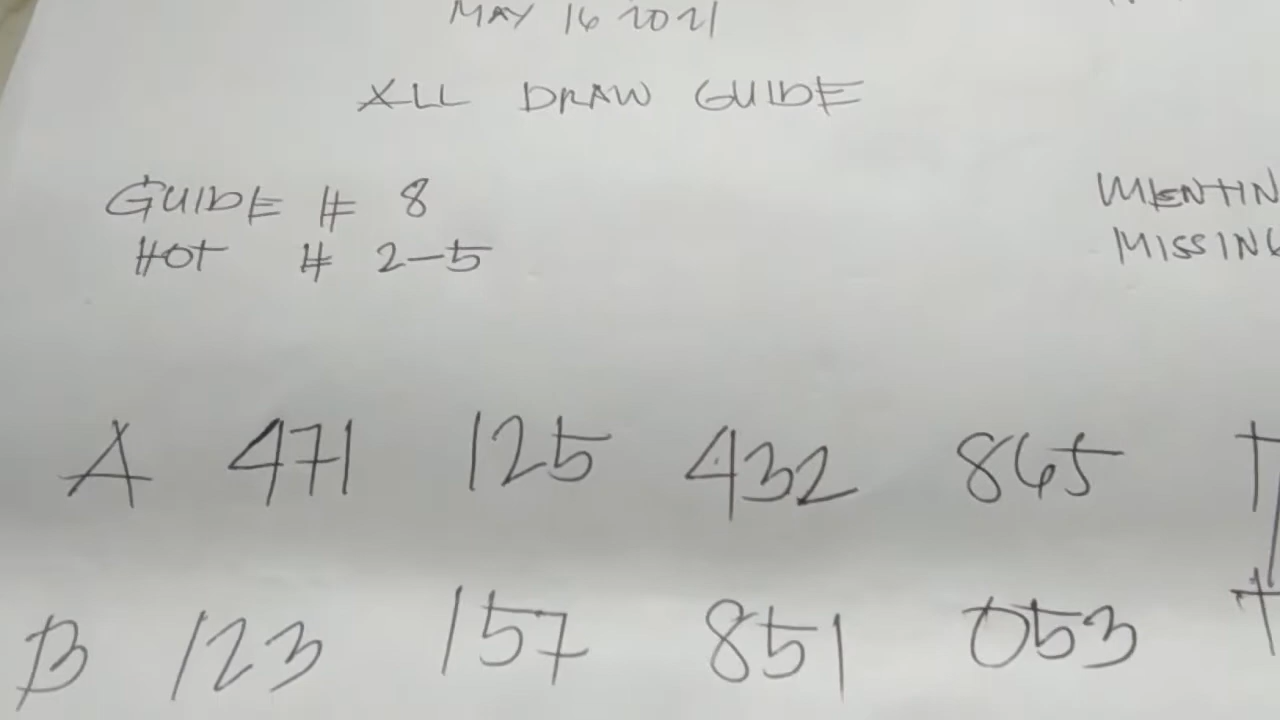 MAY 16 2021
ALL DRAW GUIDE
GUIDE # 8
HOT # 2-5
MISSING
A 471 125 432 865
B 123 157 851 053